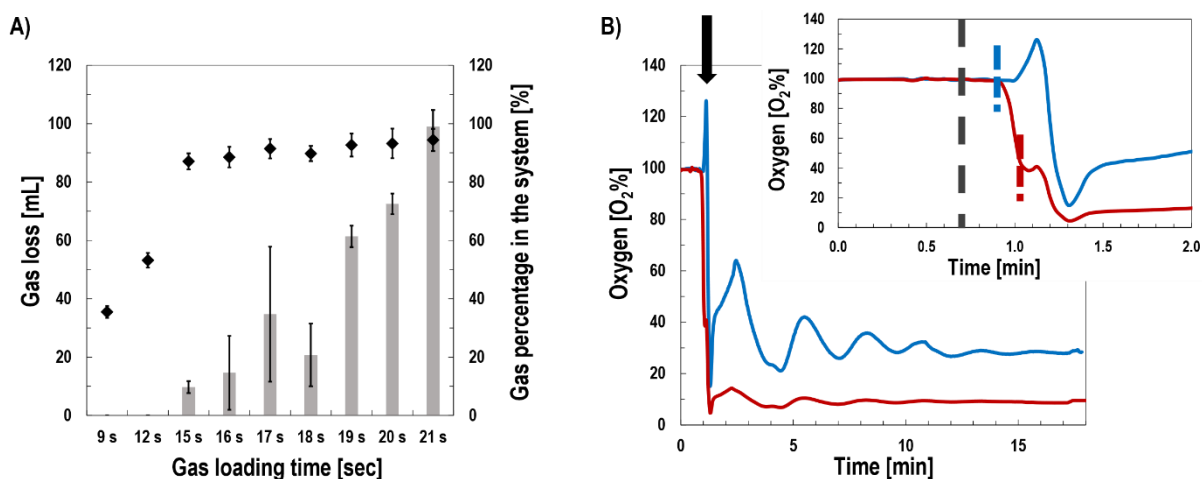 A)
Gas loss [mL]
120
100
80
60
40
20
0
120
100
80
60
40
20
0
Gas percentage in the system [%]
9 s 12 s 15 s 16 s 17 s 18 s 19 s 20 s 21 s
Gas loading time [sec]
B)
Oxygen [O2%]
140
120
100
80
60
40
20
0
0 5 10 15
Time [min]
Oxygen [O2%]
140
120
100
80
60
40
20
0
0.0 0.5 1.0 1.5 2.0
Time [min]